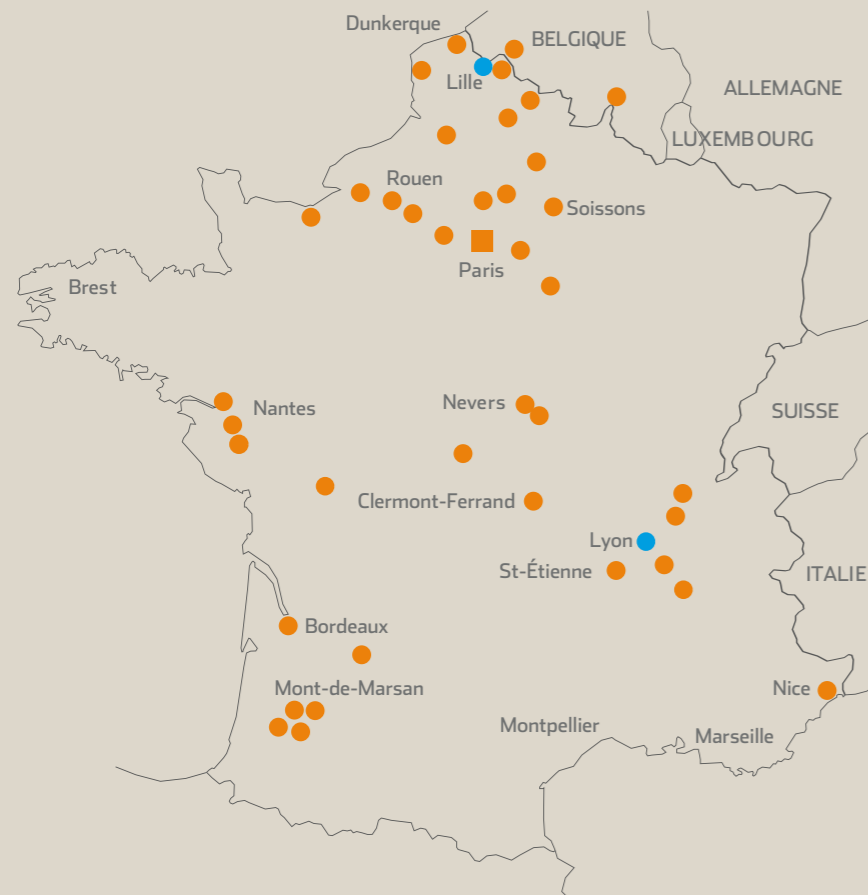 Dunkerque
BELGIQUE
Lille
ALLEMAGNE
LUXEMBOURG
Rouen
Soissons
Paris
Brest
Nantes
Nevers
SUISSE
Clermont-Ferrand
Lyon
St-Étienne
ITALIE
Bordeaux
Mont-de-Marsan
Nice
Montpellier
Marseille